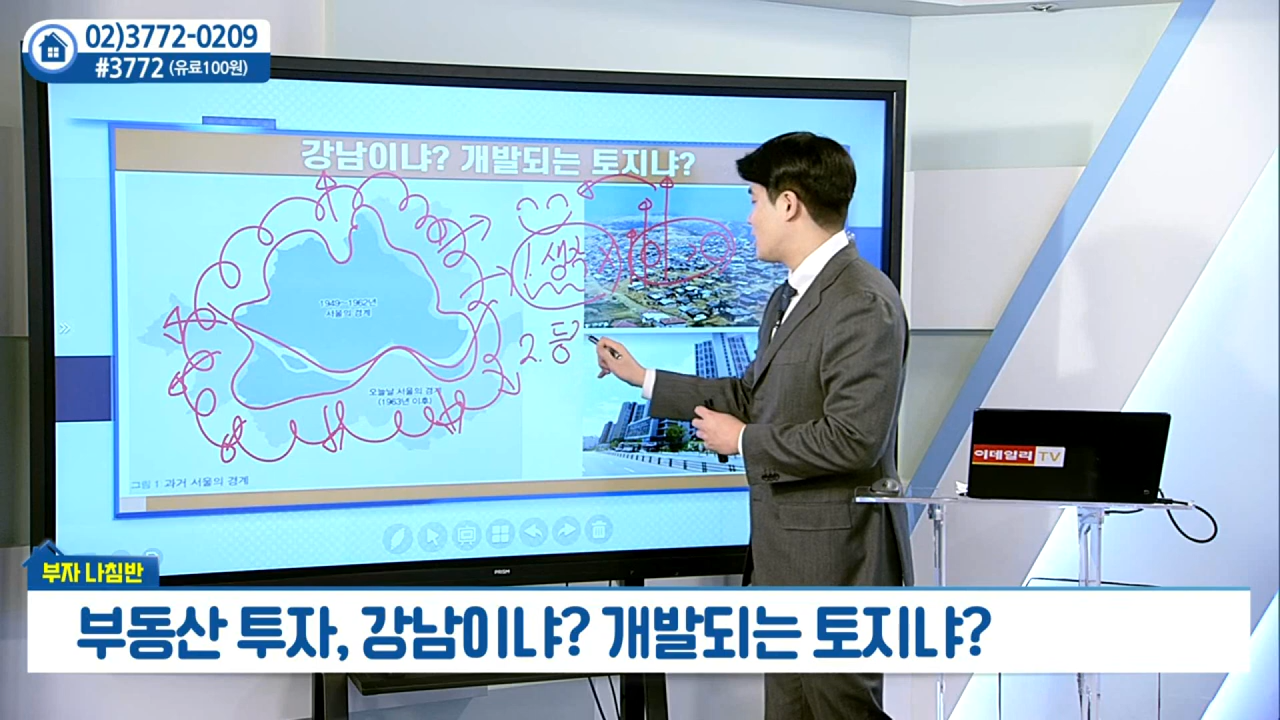 02)3772-0209
#3772 (유료100원)
강남이냐? 개발되는 토지냐?
1949~1962년
서울의 경계
1. 생
2. 등
오늘날 서울의 경계
(1963년 이후)
그림 1 과거 서울의 경계
PRISM
이데일리 TV
부자 나침반
부동산 투자, 강남이냐? 개발되는 토지냐?